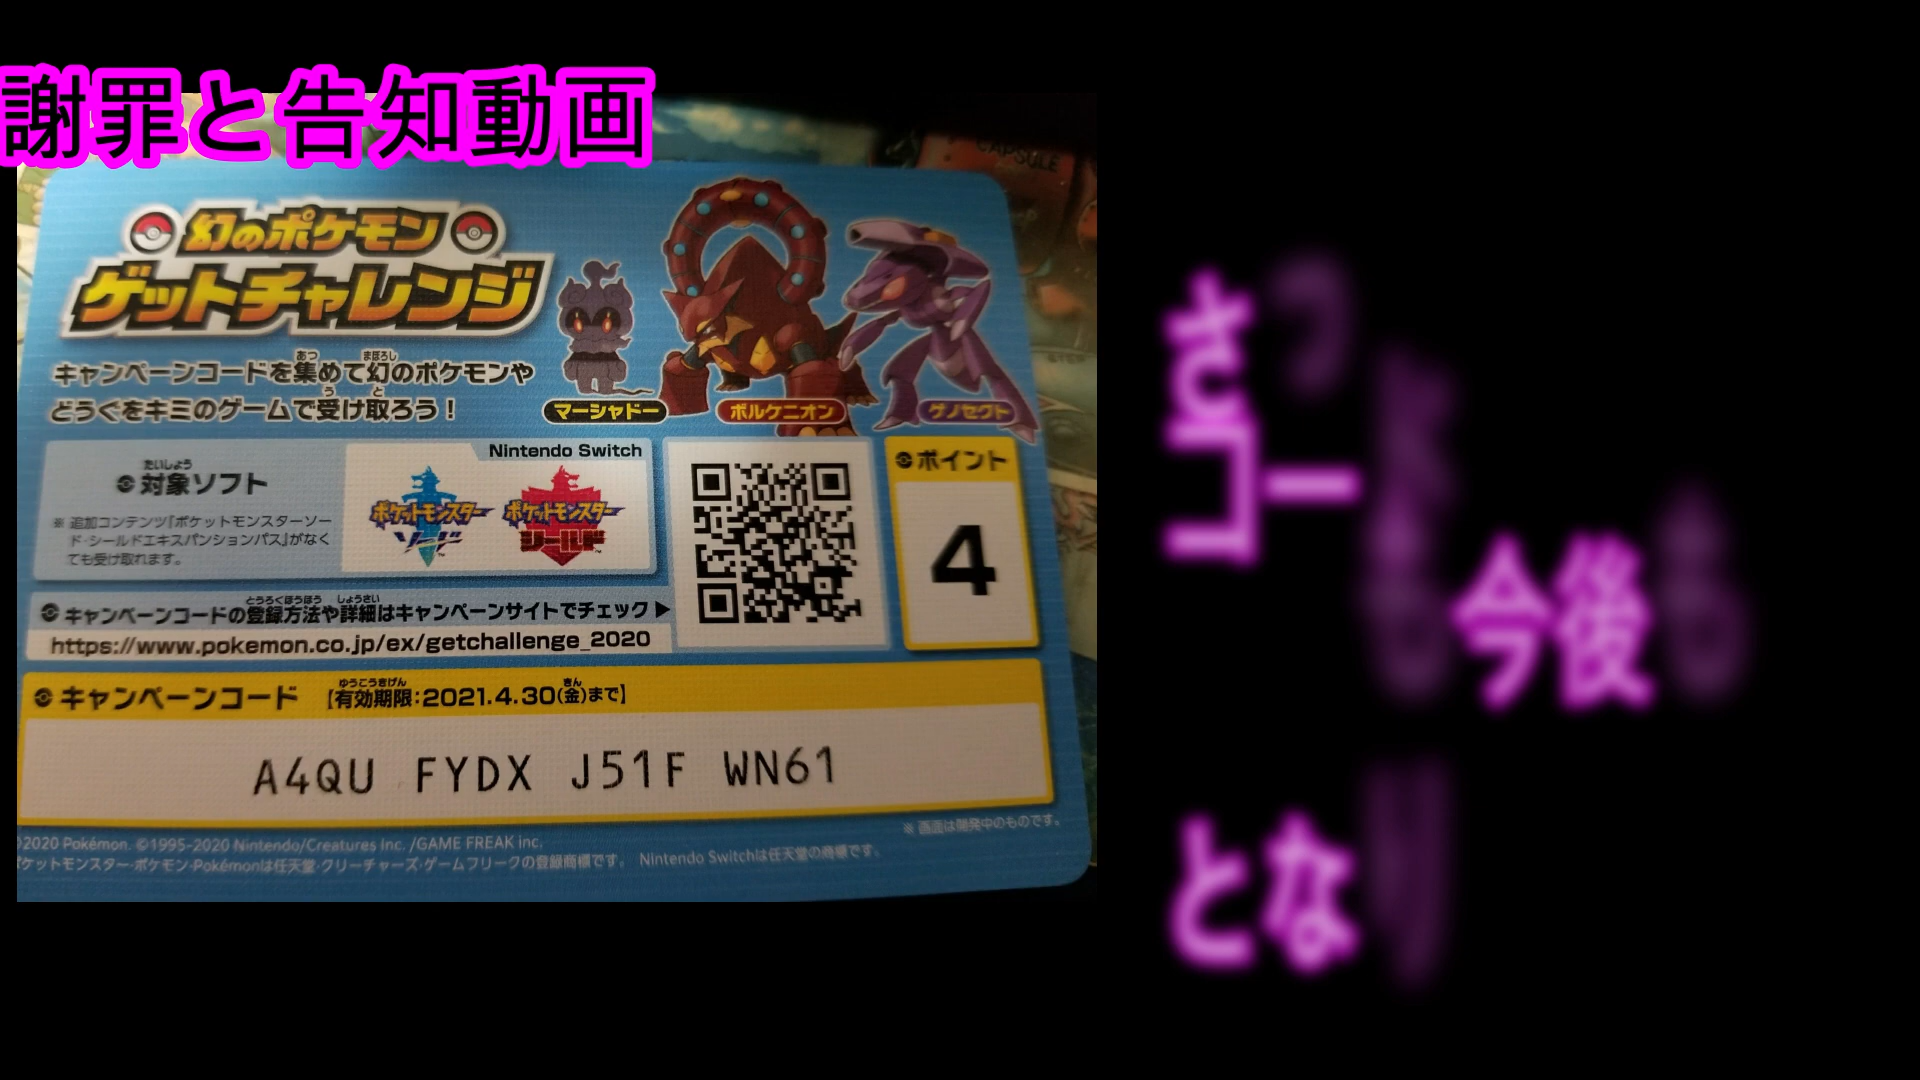 謝罪と告知動画
CAPSULE
幻のポケモン
ゲットチャレンジ
キャンペーンコードを集めて幻のポケモンや
どうぐをキミのゲームで受け取ろう！
マーシャドー
ボルケニオン
ゲノセクト
対象ソフト
※追加コンテンツ『ポケットモンスターソー
ド・シールドエキスパンションパス』がなく
ても受け取れます。
Nintendo Switch
ポケットモンスター
ソード
ポケットモンスター
シールド
ポイント
4
キャンペーンコードの登録方法や詳細はキャンペーンサイトでチェック▶
https://www.pokemon.co.jp/ex/getchallenge_2020
キャンペーンコード 【有効期限:2021.4.30(金)まで】
A4QU FYDX J51F WN61
※画面は開発中のものです。
2020 Pokémon. ©1995-2020 Nintendo/Creatures Inc. /GAME FREAK inc.
ケットモンスター・ポケモン・Pokémonは任天堂・クリーチャーズ・ゲームフリークの登録商標です。 Nintendo Switchは任天堂の商標です。
さっ
コー
今後
とな